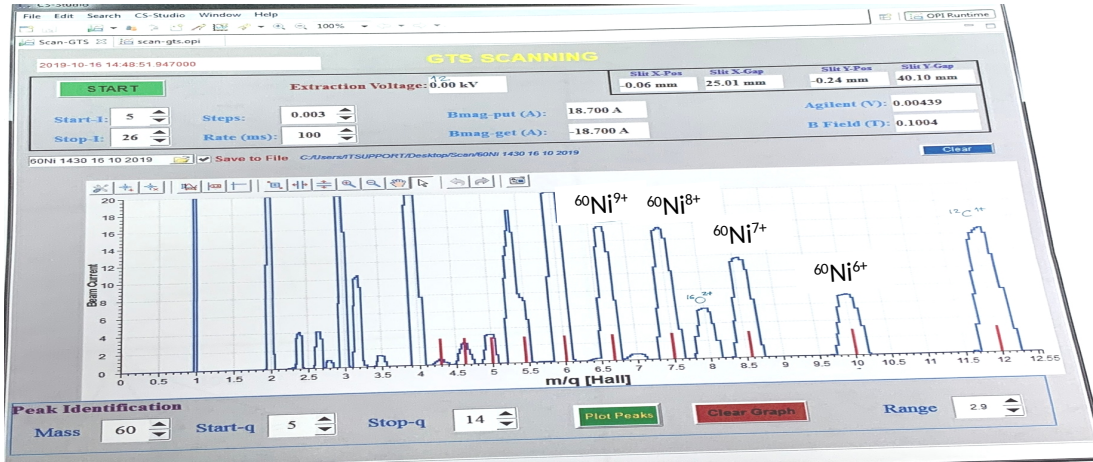 CS-Studio
File Edit Search CS-Studio Window Help
100%
OPI Runtime
Scan-GTS scan-gts.opi
2019-10-16 14:48:51.947000
GTS SCANNING
START
Extraction Voltage: 0.00 kV
12
Slit X-Pos Slit X-Gap Slit Y-Pos Slit Y-Gap
-0.06 mm 25.01 mm -0.24 mm 40.10 mm
Start-I: 5 Steps: 0.003 Bmag-put (A): 18.700 A Agilent (V): 0.00439
Stop-I: 26 Rate (ms): 100 Bmag-get (A): -18.700 A B Field (T): 0.1004
60Ni 1430 16 10 2019 Save to File C:/Users/ITSUPPORT/Desktop/Scan/60Ni 1430 16 10 2019 Clear
20
18
16
14
12
10
8
6
4
2
0
Beam Current
⁶⁰Ni⁹⁺ ⁶⁰Ni⁸⁺
⁶⁰Ni⁷⁺
⁶⁰Ni⁶⁺
¹⁶O²⁺
¹²C¹⁺
0 0.5 1 1.5 2 2.5 3 3.5 4 4.5 5 5.5 6 6.5 7 7.5 8 8.5 9 9.5 10 10.5 11 11.5 12 12.55
m/q [Hall]
Peak Identification
Mass 60 Start-q 5 Stop-q 14 Plot Peaks Clear Graph Range 2.9